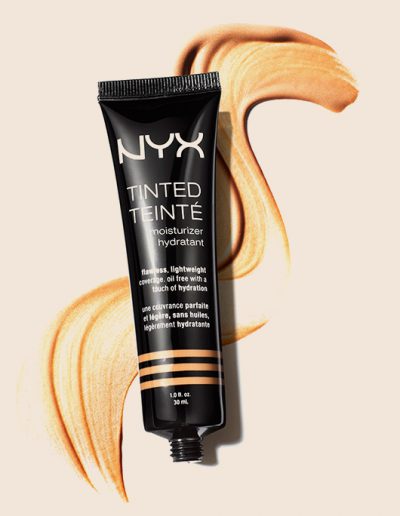 NYX
TINTED
TEINTÉ
moisturizer
hydratant
flawless, lightweight
coverage, oil free with a
touch of hydration
une couvrance parfaite
et légère, sans huiles,
légèrement hydratante
1.0 fl. oz.
30 mL